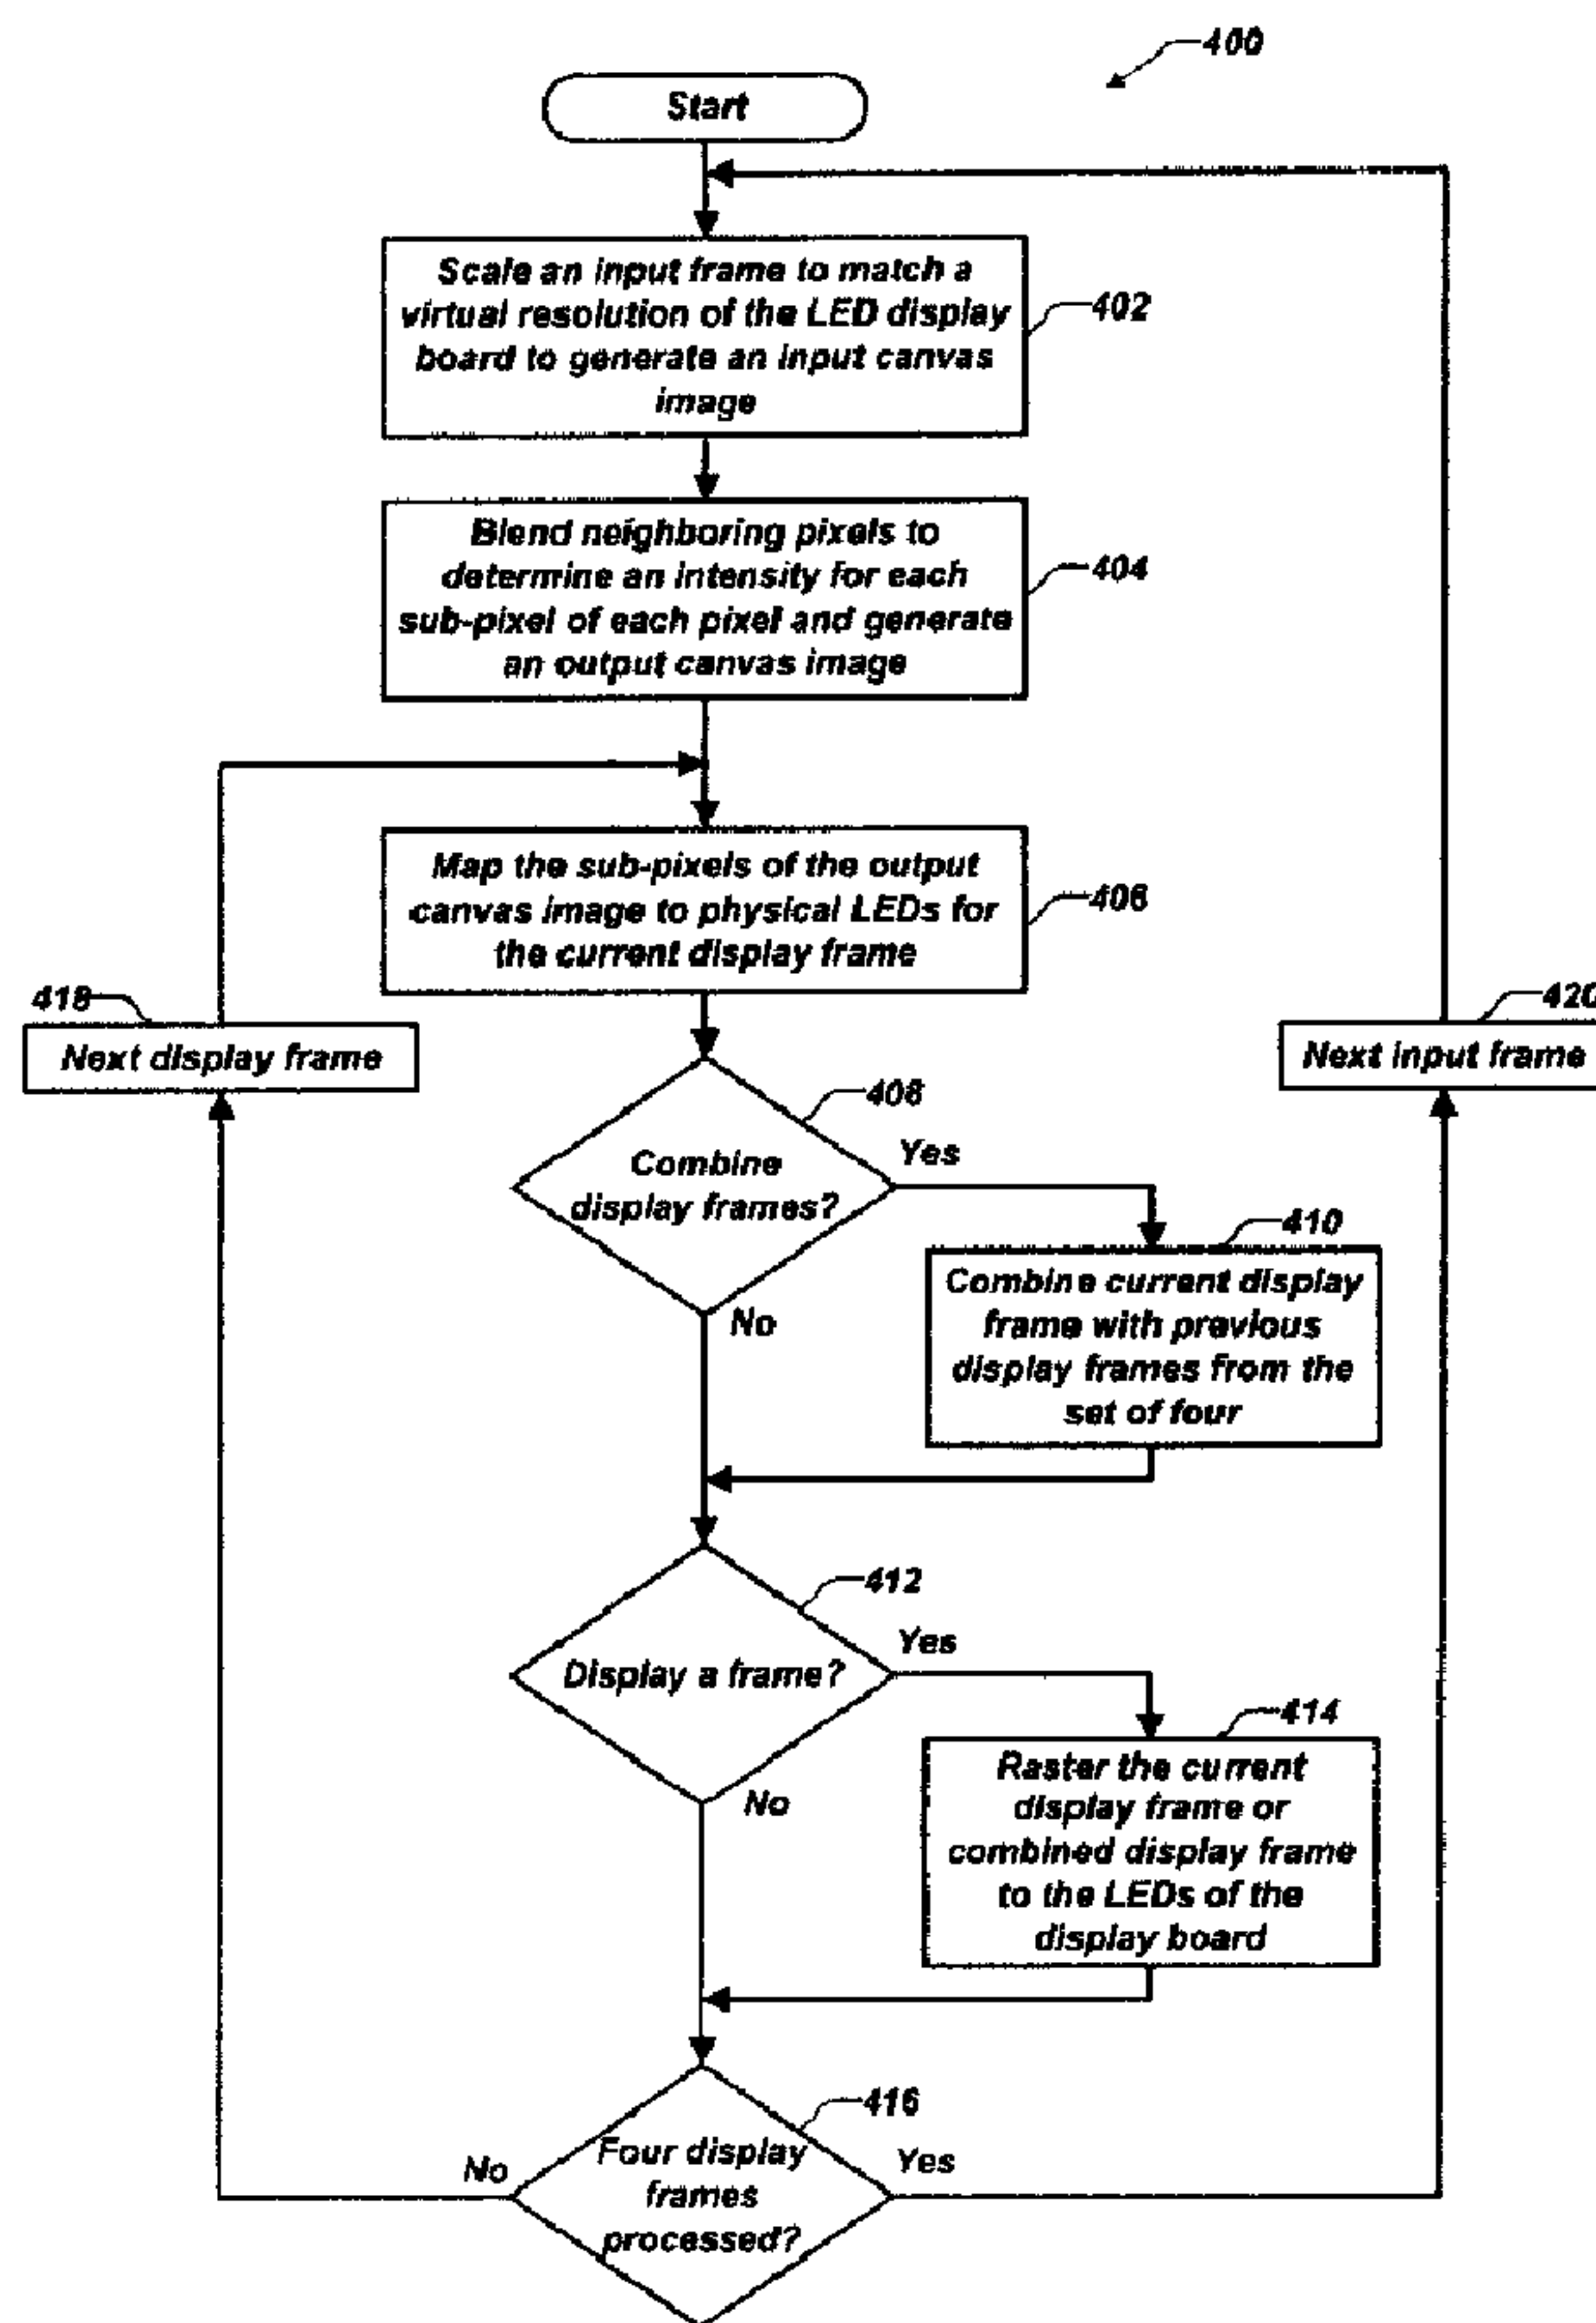 400
Start
Scale an input frame to match a
virtual resolution of the LED display
board to generate an input canvas
image
402
Blend neighboring pixels to
determine an intensity for each
sub-pixel of each pixel and generate
an output canvas image
404
Map the sub-pixels of the output
canvas image to physical LEDs for
the current display frame
406
418
Next display frame
420
Next input frame
408
Combine
display frames?
Yes
No
410
Combine current display
frame with previous
display frames from the
set of four
412
Display a frame?
Yes
No
414
Raster the current
display frame or
combined display frame
to the LEDs of the
display board
416
Four display
frames
processed?
No
Yes